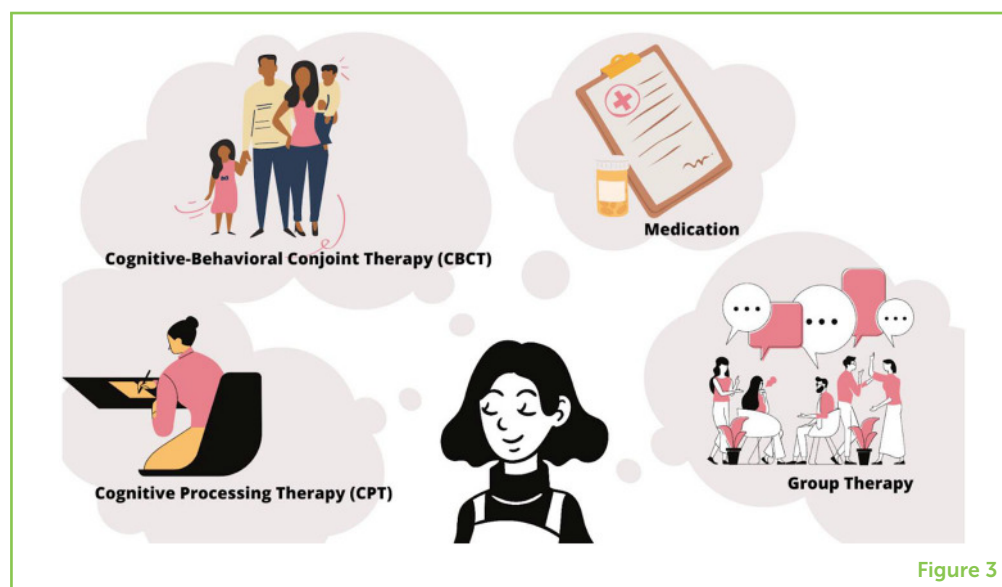 Medication
Cognitive-Behavioral Conjoint Therapy (CBCT)
Group Therapy
Cognitive Processing Therapy (CPT)
Figure 3